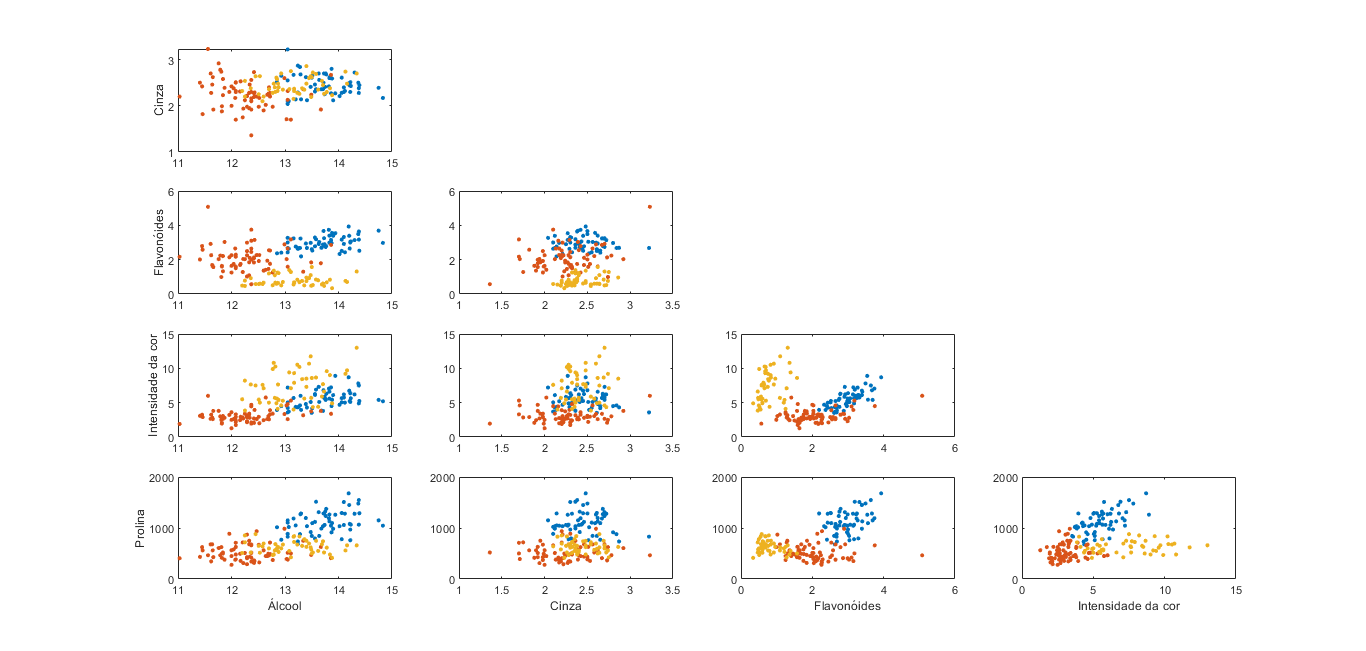 Cinza
3
2
1
11 12 13 14 15
Flavonóides
6 6
4 4
2 2
0 0
11 12 13 14 15 1 1.5 2 2.5 3 3.5
Intensidade da cor
15 15 15
10 10 10
5 5 5
0 0 0
11 12 13 14 15 1 1.5 2 2.5 3 3.5 0 2 4 6
Prolina
2000 2000 2000 2000
1000 1000 1000 1000
0 0 0 0
11 12 13 14 15 1 1.5 2 2.5 3 3.5 0 2 4 6 0 5 10 15
Álcool Cinza Flavonóides Intensidade da cor